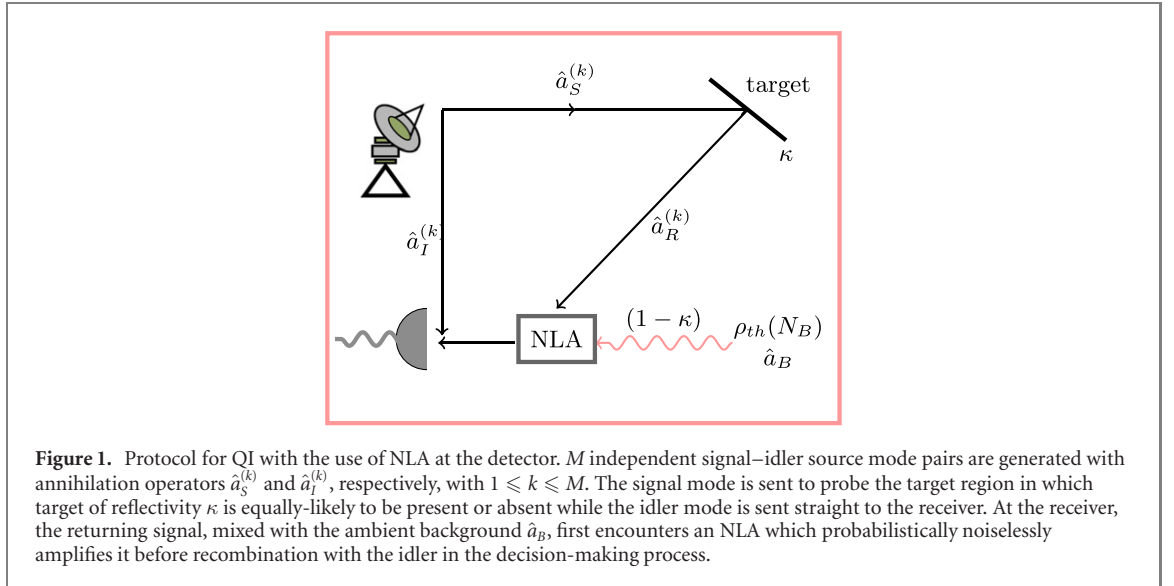 â_S^(k)
target
κ
â_I^(k)
â_R^(k)
(1 − κ)
ρ_th(N_B)
NLA
â_B
Figure 1. Protocol for QI with the use of NLA at the detector. M independent signal–idler source mode pairs are generated with
annihilation operators â_S^(k) and â_I^(k), respectively, with 1 ⩽ k ⩽ M. The signal mode is sent to probe the target region in which
target of reflectivity κ is equally-likely to be present or absent while the idler mode is sent straight to the receiver. At the receiver,
the returning signal, mixed with the ambient background â_B, first encounters an NLA which probabilistically noiselessly
amplifies it before recombination with the idler in the decision-making process.